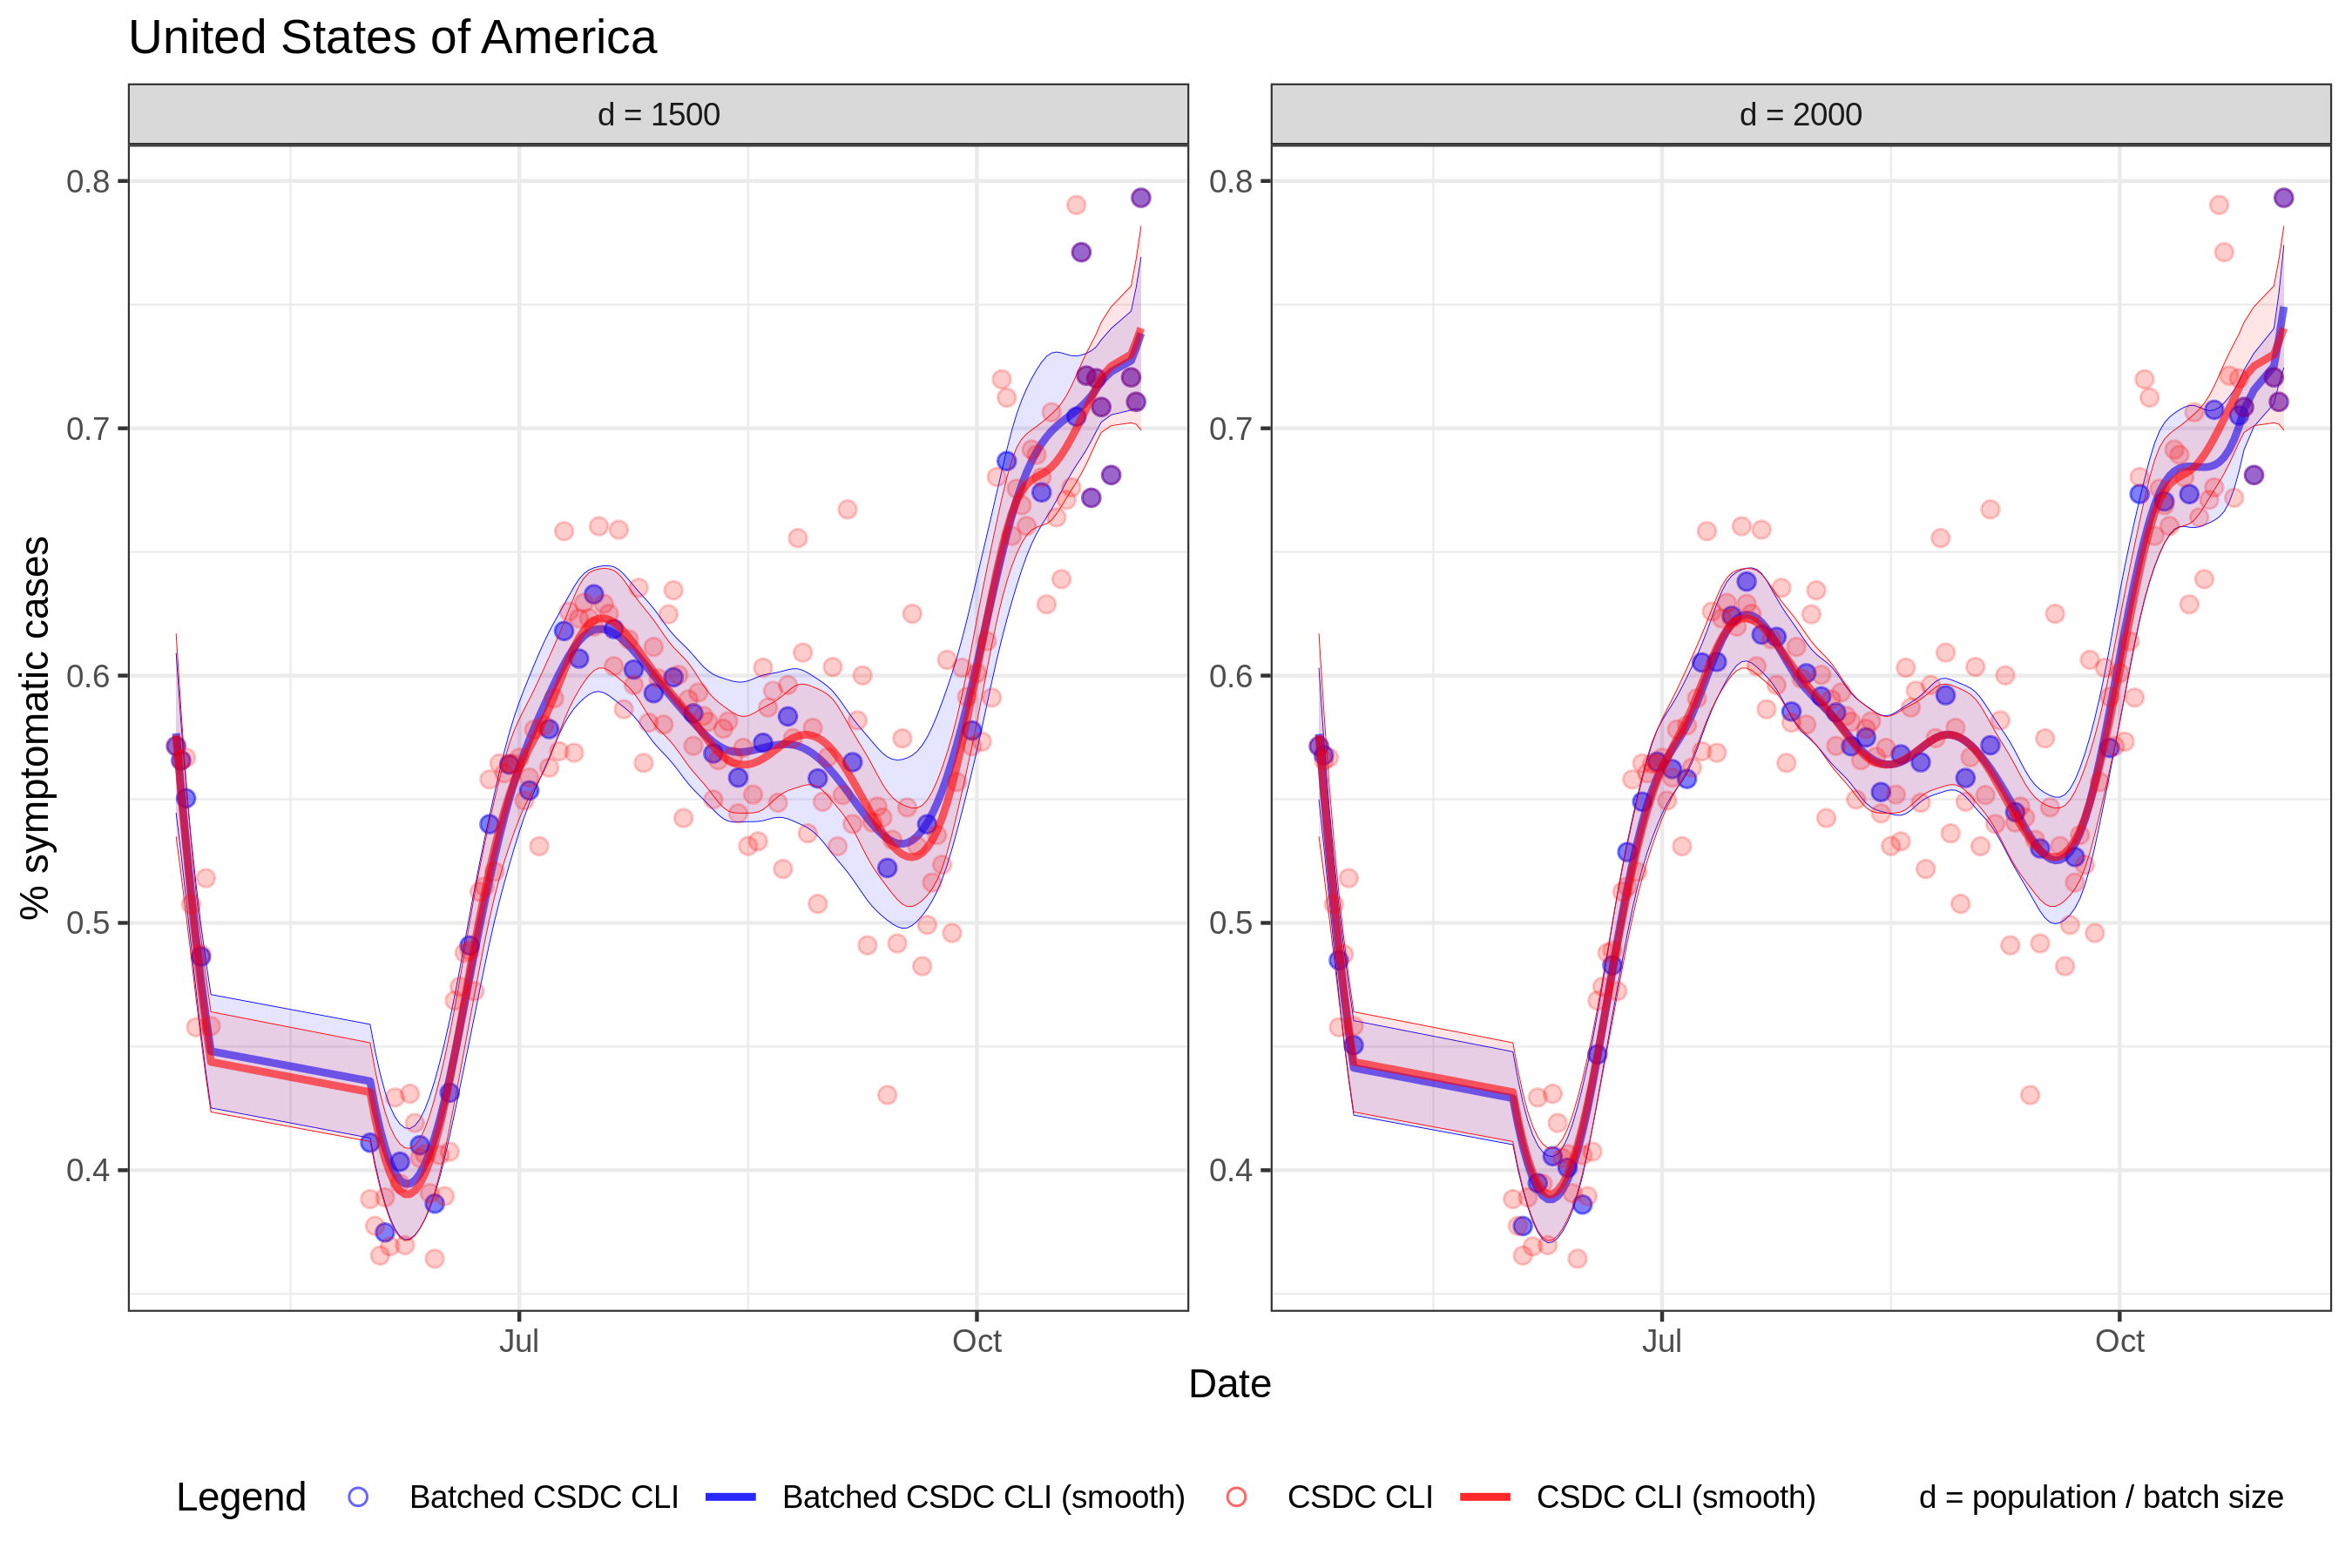 United States of America
d = 1500
d = 2000
% symptomatic cases
0.8
0.7
0.6
0.5
0.4
0.8
0.7
0.6
0.5
0.4
Jul
Oct
Jul
Oct
Date
Legend Batched CSDC CLI Batched CSDC CLI (smooth) CSDC CLI CSDC CLI (smooth) d = population / batch size